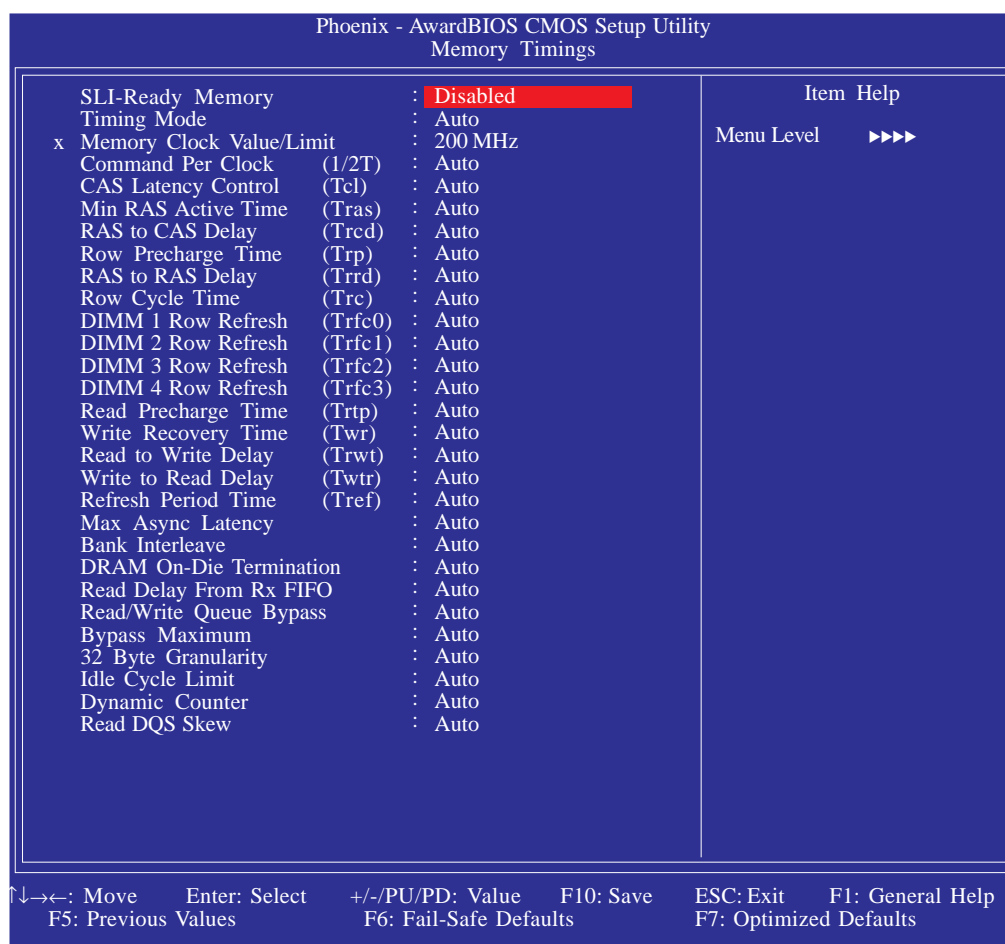 Phoenix - AwardBIOS CMOS Setup Utility
Memory Timings
SLI-Ready Memory : Disabled
Timing Mode : Auto
x Memory Clock Value/Limit : 200 MHz
Command Per Clock (1/2T) : Auto
CAS Latency Control (Tcl) : Auto
Min RAS Active Time (Tras) : Auto
RAS to CAS Delay (Trcd) : Auto
Row Precharge Time (Trp) : Auto
RAS to RAS Delay (Trrd) : Auto
Row Cycle Time (Trc) : Auto
DIMM 1 Row Refresh (Trfc0) : Auto
DIMM 2 Row Refresh (Trfc1) : Auto
DIMM 3 Row Refresh (Trfc2) : Auto
DIMM 4 Row Refresh (Trfc3) : Auto
Read Precharge Time (Trtp) : Auto
Write Recovery Time (Twr) : Auto
Read to Write Delay (Trwt) : Auto
Write to Read Delay (Twtr) : Auto
Refresh Period Time (Tref) : Auto
Max Async Latency : Auto
Bank Interleave : Auto
DRAM On-Die Termination : Auto
Read Delay From Rx FIFO : Auto
Read/Write Queue Bypass : Auto
Bypass Maximum : Auto
32 Byte Granularity : Auto
Idle Cycle Limit : Auto
Dynamic Counter : Auto
Read DQS Skew : Auto
Item Help
Menu Level ►►►►
↑↓→←: Move Enter: Select +/-/PU/PD: Value F10: Save ESC: Exit F1: General Help
F5: Previous Values F6: Fail-Safe Defaults F7: Optimized Defaults